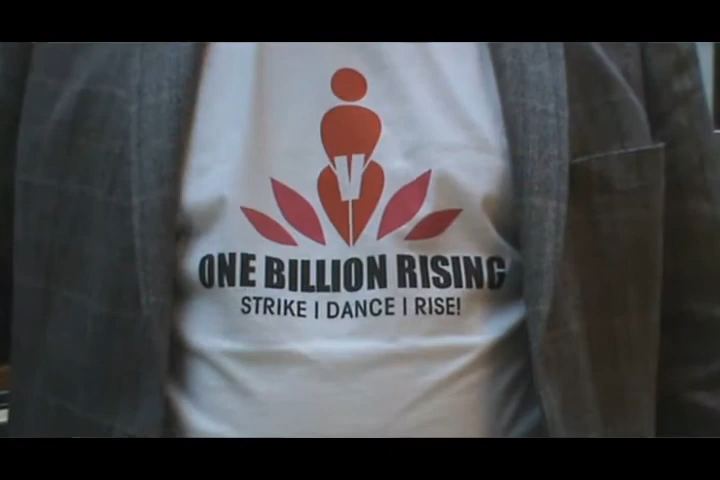 V
ONE BILLION RISING
STRIKE | DANCE | RISE!